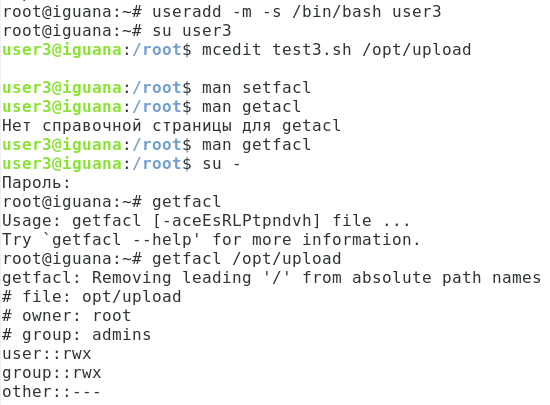 root@iguana:~# useradd -m -s /bin/bash user3
root@iguana:~# su user3
user3@iguana:/root$ mcedit test3.sh /opt/upload
user3@iguana:/root$ man setfacl
user3@iguana:/root$ man getacl
Нет справочной страницы для getacl
user3@iguana:/root$ man getfacl
user3@iguana:/root$ su -
Пароль:
root@iguana:~# getfacl
Usage: getfacl [-aceEsRLPtpndvh] file ...
Try `getfacl --help' for more information.
root@iguana:~# getfacl /opt/upload
getfacl: Removing leading '/' from absolute path names
# file: opt/upload
# owner: root
# group: admins
user::rwx
group::rwx
other::---